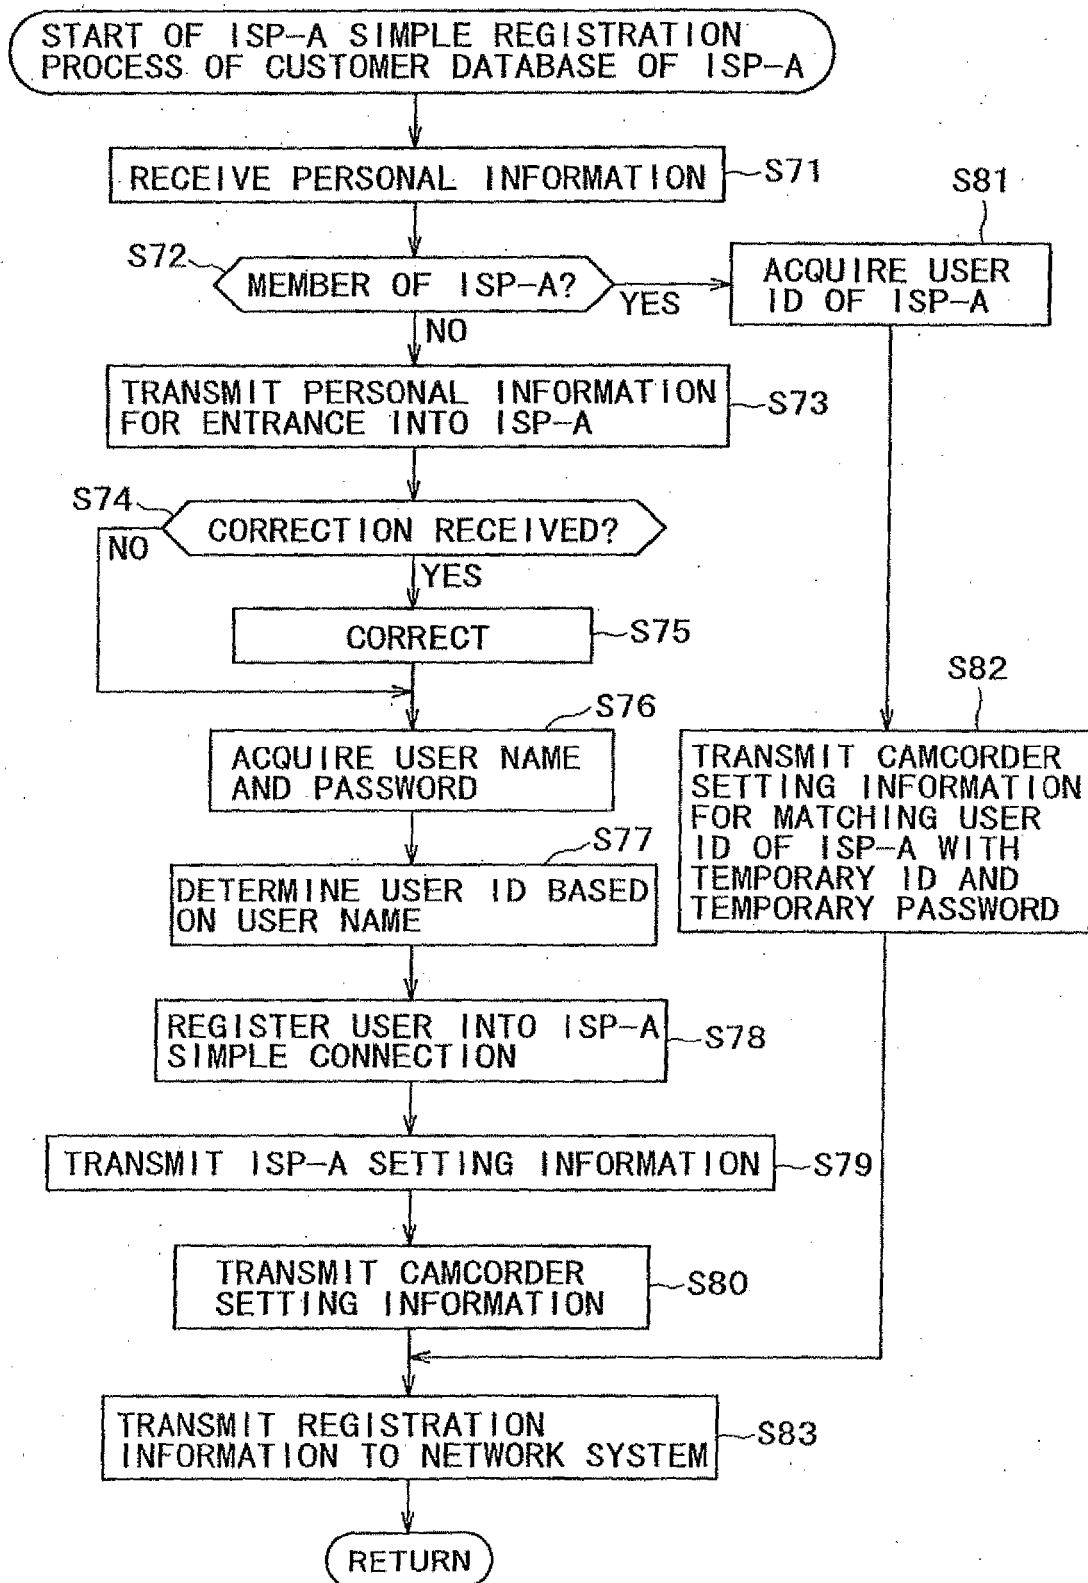 START OF ISP-A SIMPLE REGISTRATION
PROCESS OF CUSTOMER DATABASE OF ISP-A
RECEIVE PERSONAL INFORMATION
S71
S81
S72
MEMBER OF ISP-A?
YES
ACQUIRE USER
ID OF ISP-A
NO
TRANSMIT PERSONAL INFORMATION
FOR ENTRANCE INTO ISP-A
S73
S74
CORRECTION RECEIVED?
NO
YES
CORRECT
S75
S82
S76
ACQUIRE USER NAME
AND PASSWORD
TRANSMIT CAMCORDER
SETTING INFORMATION
FOR MATCHING USER
ID OF ISP-A WITH
TEMPORARY ID AND
TEMPORARY PASSWORD
S77
DETERMINE USER ID BASED
ON USER NAME
REGISTER USER INTO ISP-A
SIMPLE CONNECTION
S78
TRANSMIT ISP-A SETTING INFORMATION
S79
TRANSMIT CAMCORDER
SETTING INFORMATION
S80
TRANSMIT REGISTRATION
INFORMATION TO NETWORK SYSTEM
S83
RETURN